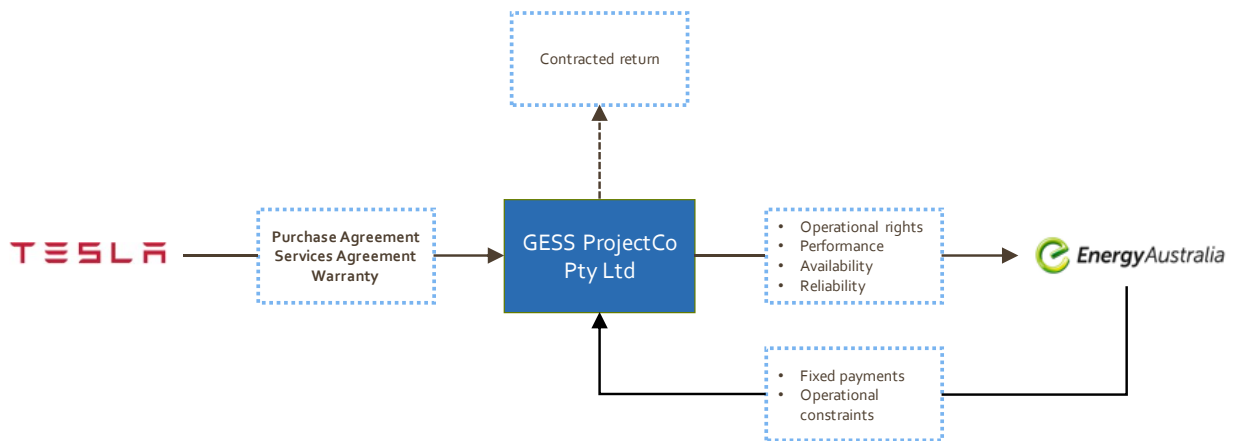 Contracted return
TESLA
Purchase Agreement
Services Agreement
Warranty
GESS ProjectCo
Pty Ltd
• Operational rights
• Performance
• Availability
• Reliability
EnergyAustralia
• Fixed payments
• Operational
constraints